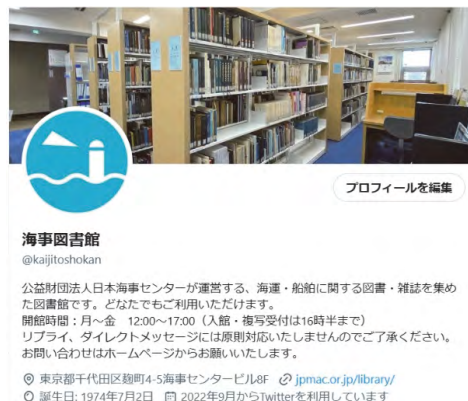 プロフィールを編集
海事図書館
@kaijitoshokan
公益財団法人日本海事センターが運営する、海運・船舶に関する図書・雑誌を集め
た図書館です。どなたでもご利用いただけます。
開館時間：月～金　12:00～17:00（入館・複写受付は16時半まで）
リプライ、ダイレクトメッセージには原則対応いたしませんのでご了承ください。
お問い合わせはホームページからお願いいたします。
東京都千代田区麹町4-5海事センタービル8F jpmac.or.jp/library/
誕生日: 1974年7月2日 2022年9月からTwitterを利用しています